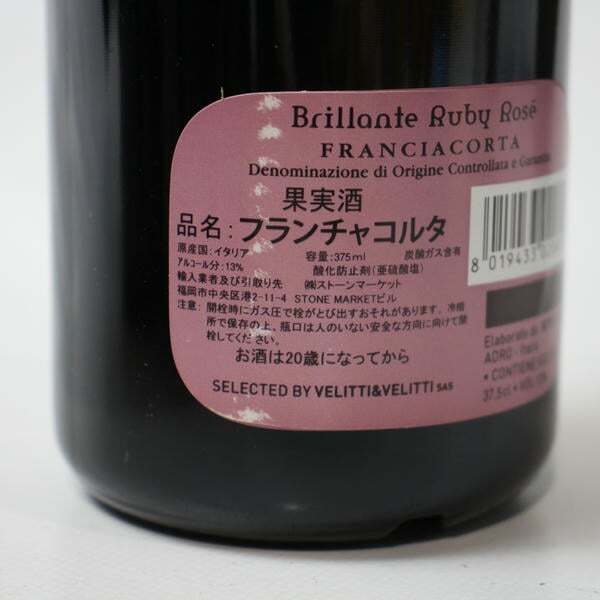 Brillante Ruby Rosé
FRANCIACORTA
Denominazione di Origine Controllata e
果実酒
品名：フランチャコルタ
原産国：イタリア 容量：375ml 炭酸ガス含有
アルコール分：13% 酸化防止剤(亜硫酸塩)
輸入業者及び引取り先 ㈱ストーンマーケット
福岡市中央区港2-11-4 STONE MARKETビル
注意： 開栓時にガス圧で栓がとび出すおそれがあります。冷暗
所で保存の上、瓶口は人のいない安全な方向に向けて開
栓してください。
お酒は20歳になってから
SELECTED BY VELITTI&VELITTI SAS
8 019433
Elaborato
ADRO - Italia
• CONTIENE
37.5cl